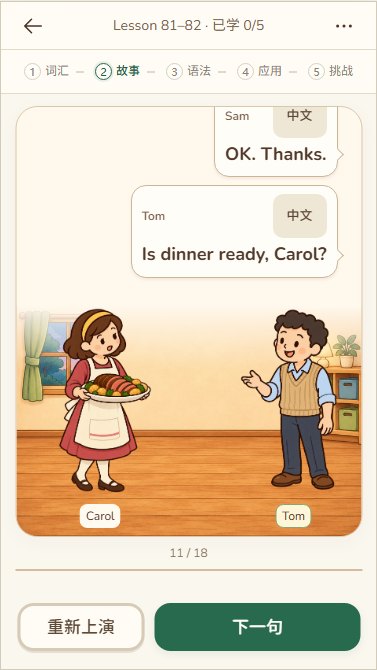 Lesson 81–82 · 已学 0/5
1 词汇 — 2 故事 — 3 语法 — 4 应用 — 5 挑战
Sam 中文
OK. Thanks.
Tom 中文
Is dinner ready, Carol?
Carol Tom
11 / 18
重新上演 下一句